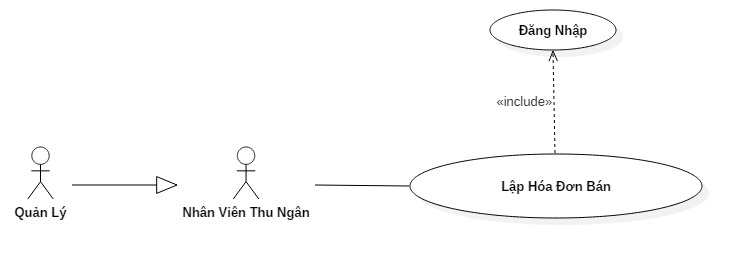 Đăng Nhập
«include»
Lập Hóa Đơn Bán
Quản Lý
Nhân Viên Thu Ngân